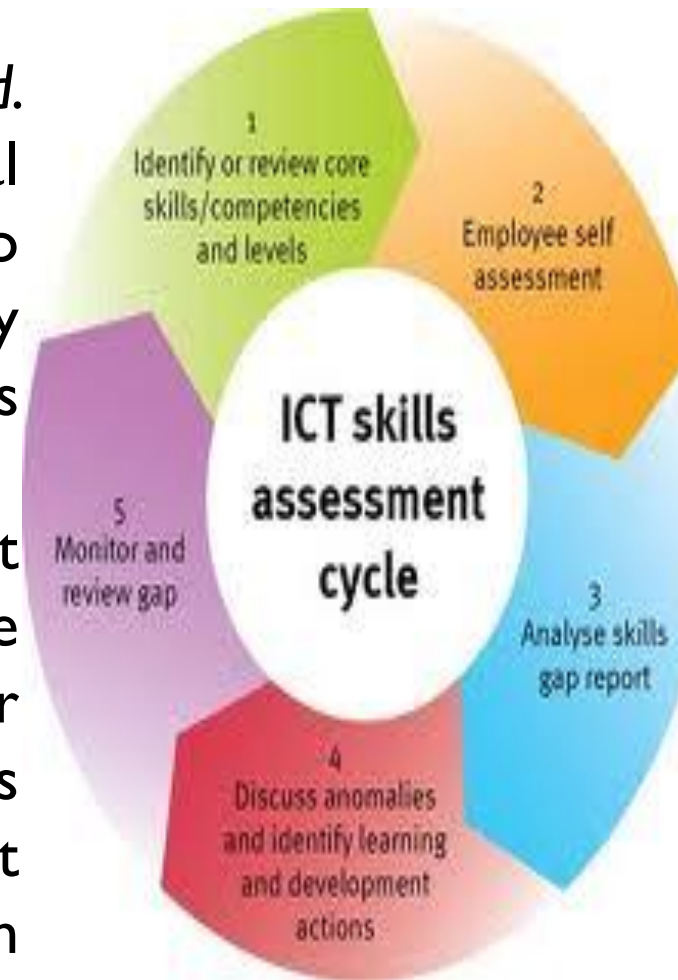 d.
l
o
y
s
t
e
r
s
t
n
1
Identify or review core
skills/competencies
and levels
2
Employee self
assessment
ICT skills
assessment
cycle
3
Analyse skills
gap report
4
Discuss anomalies
and identify learning
and development
actions
5
Monitor and
review gap